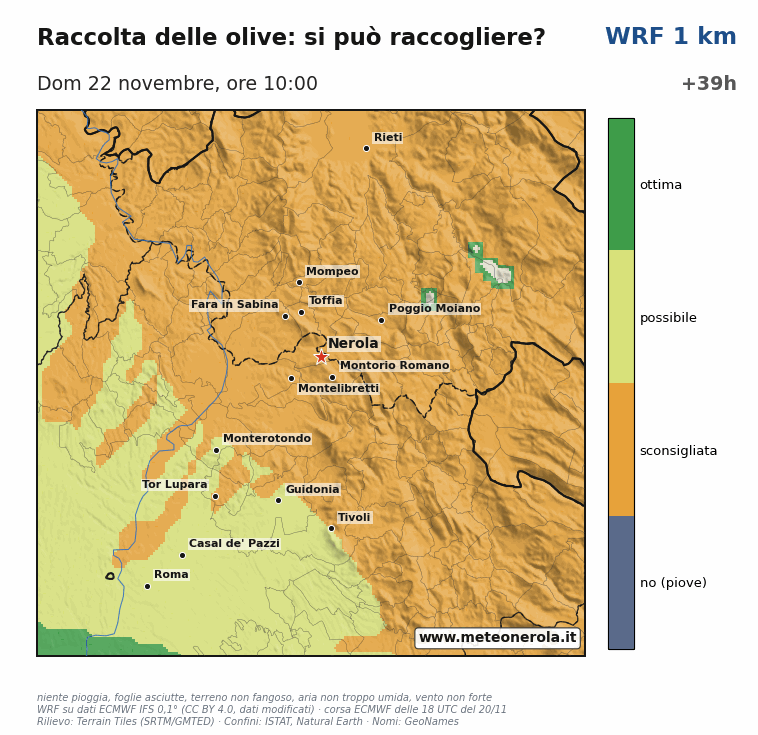 Raccolta delle olive: si può raccogliere?
WRF 1 km
Dom 22 novembre, ore 10:00
+39h
Rieti
Mompeo
Fara in Sabina
Toffia
Poggio Moiano
Nerola
Montorio Romano
Montelibretti
Monterotondo
Tor Lupara
Guidonia
Tivoli
Casal de' Pazzi
Roma
www.meteonerola.it
ottima
possibile
sconsigliata
no (piove)
niente pioggia, foglie asciutte, terreno non fangoso, aria non troppo umida, vento non forte
WRF su dati ECMWF IFS 0,1° (CC BY 4.0, dati modificati) · corsa ECMWF delle 18 UTC del 20/11
Rilievo: Terrain Tiles (SRTM/GMTED) · Confini: ISTAT, Natural Earth · Nomi: GeoNames